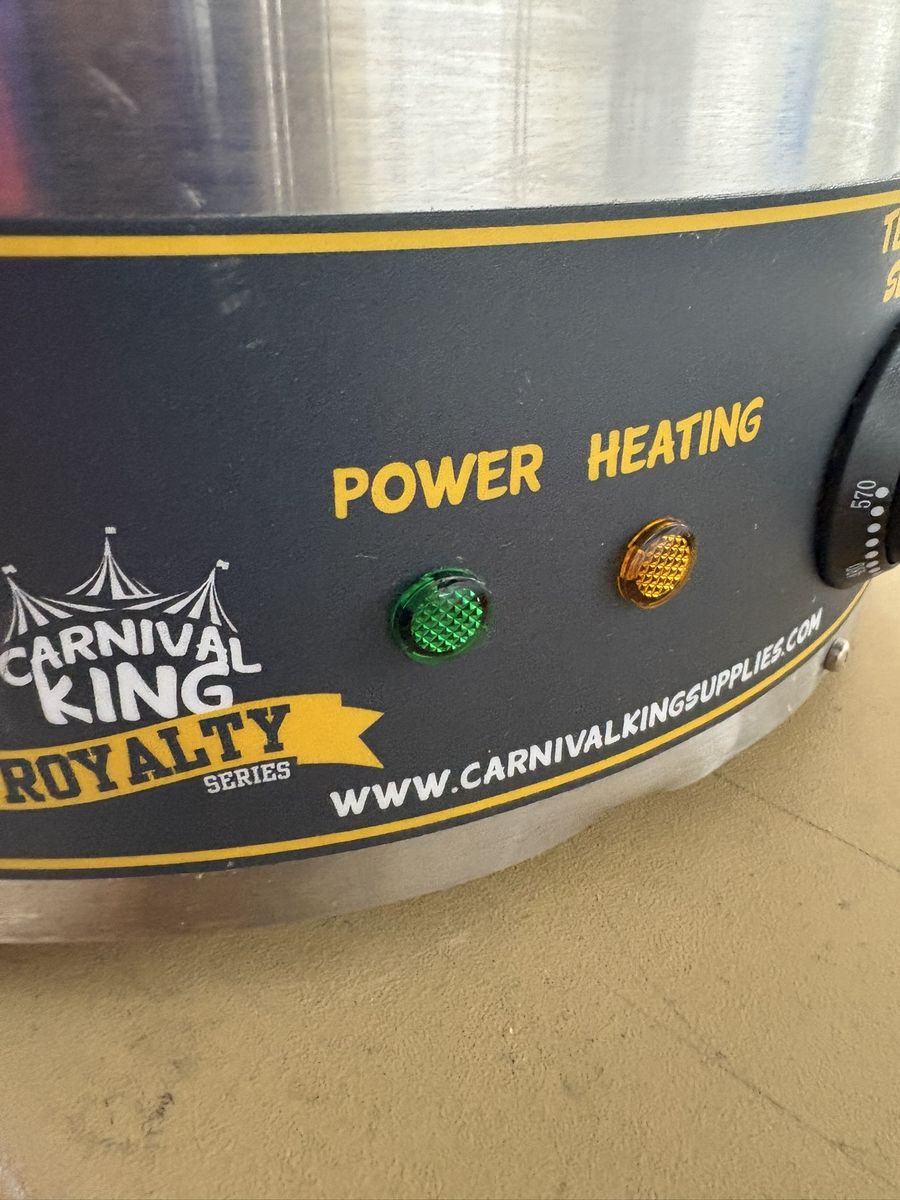 POWER HEATING
570
CARNIVAL
KING
ROYALTY
SERIES
WWW.CARNIVALKINGSUPPLIES.COM